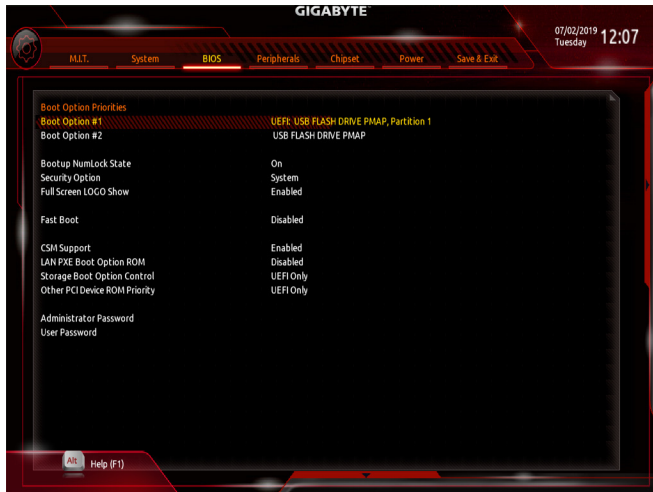 GIGABYTE
07/02/2019 12:07
Tuesday
M.I.T. System BIOS Peripherals Chipset Power Save & Exit
Boot Option Priorities
Boot Option #1 UEFI: USB FLASH DRIVE PMAP, Partition 1
Boot Option #2 USB FLASH DRIVE PMAP
Bootup NumLock State On
Security Option System
Full Screen LOGO Show Enabled
Fast Boot Disabled
CSM Support Enabled
LAN PXE Boot Option ROM Disabled
Storage Boot Option Control UEFI Only
Other PCI Device ROM Priority UEFI Only
Administrator Password
User Password
Alt Help (F1)